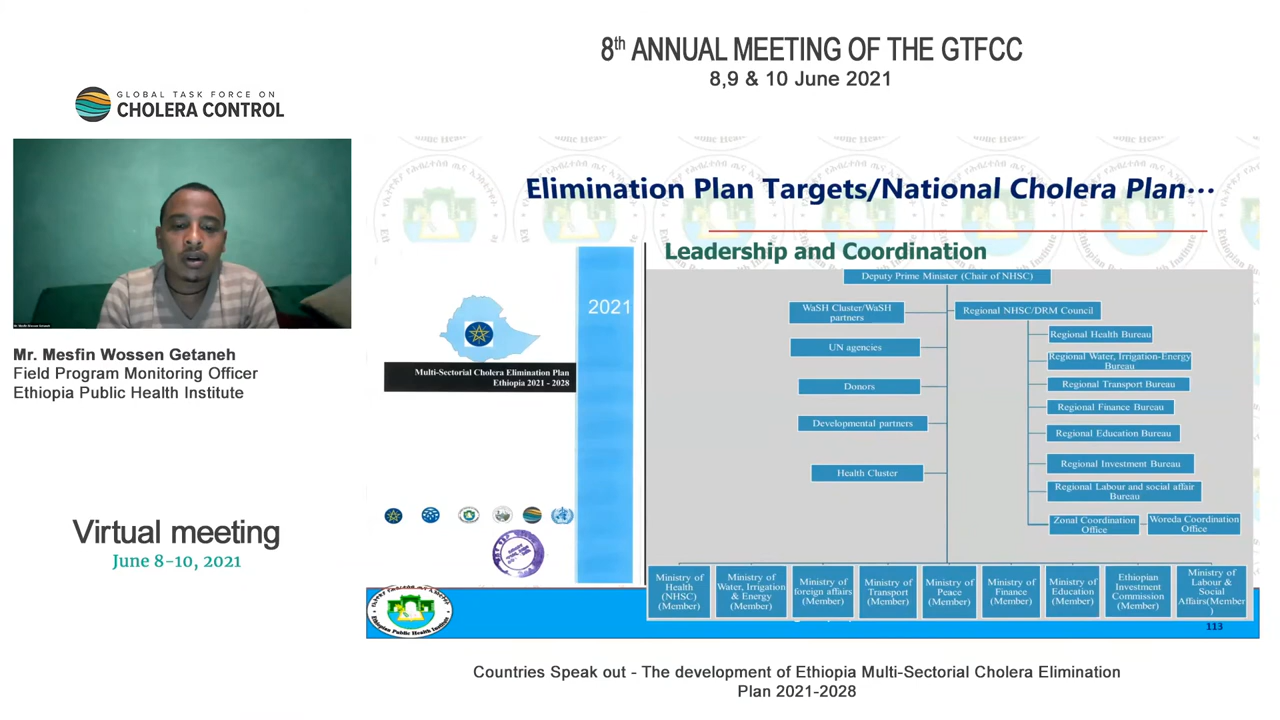 8th ANNUAL MEETING OF THE GTFCC
8,9 & 10 June 2021
GLOBAL TASK FORCE ON
CHOLERA CONTROL
Mr. Mesfin Wossen Getaneh
Field Program Monitoring Officer
Ethiopia Public Health Institute
Virtual meeting
June 8-10, 2021
Elimination Plan Targets/National Cholera Plan···
2021
Multi-Sectorial Cholera Elimination Plan
Ethiopia 2021 - 2028
Leadership and Coordination
Deputy Prime Minister (Chair of NHSC)
WaSH Cluster/WaSH
partners
UN agencies
Donors
Developmental partners
Health Cluster
Regional NHSC/DRM Council
Regional Health Bureau
Regional Water, Irrigation-Energy
Bureau
Regional Transport Bureau
Regional Finance Bureau
Regional Education Bureau
Regional Investment Bureau
Regional Labour and social affair
Bureau
Zonal Coordination
Office
Woreda Coordination
Office
Ministry of
Health
(NHSC)
(Member)
Ministry of
Water, Irrigation
& Energy
(Member)
Ministry of
foreign affairs
(Member)
Ministry of
Transport
(Member)
Ministry of
Peace
(Member)
Ministry of
Finance
(Member)
Ministry of
Education
(Member)
Ethiopian
Investment
Commission
(Member)
Ministry of
Labour &
Social
Affairs(Member
)
Ethiopian Public Health Institute
113
Countries Speak out - The development of Ethiopia Multi-Sectorial Cholera Elimination
Plan 2021-2028